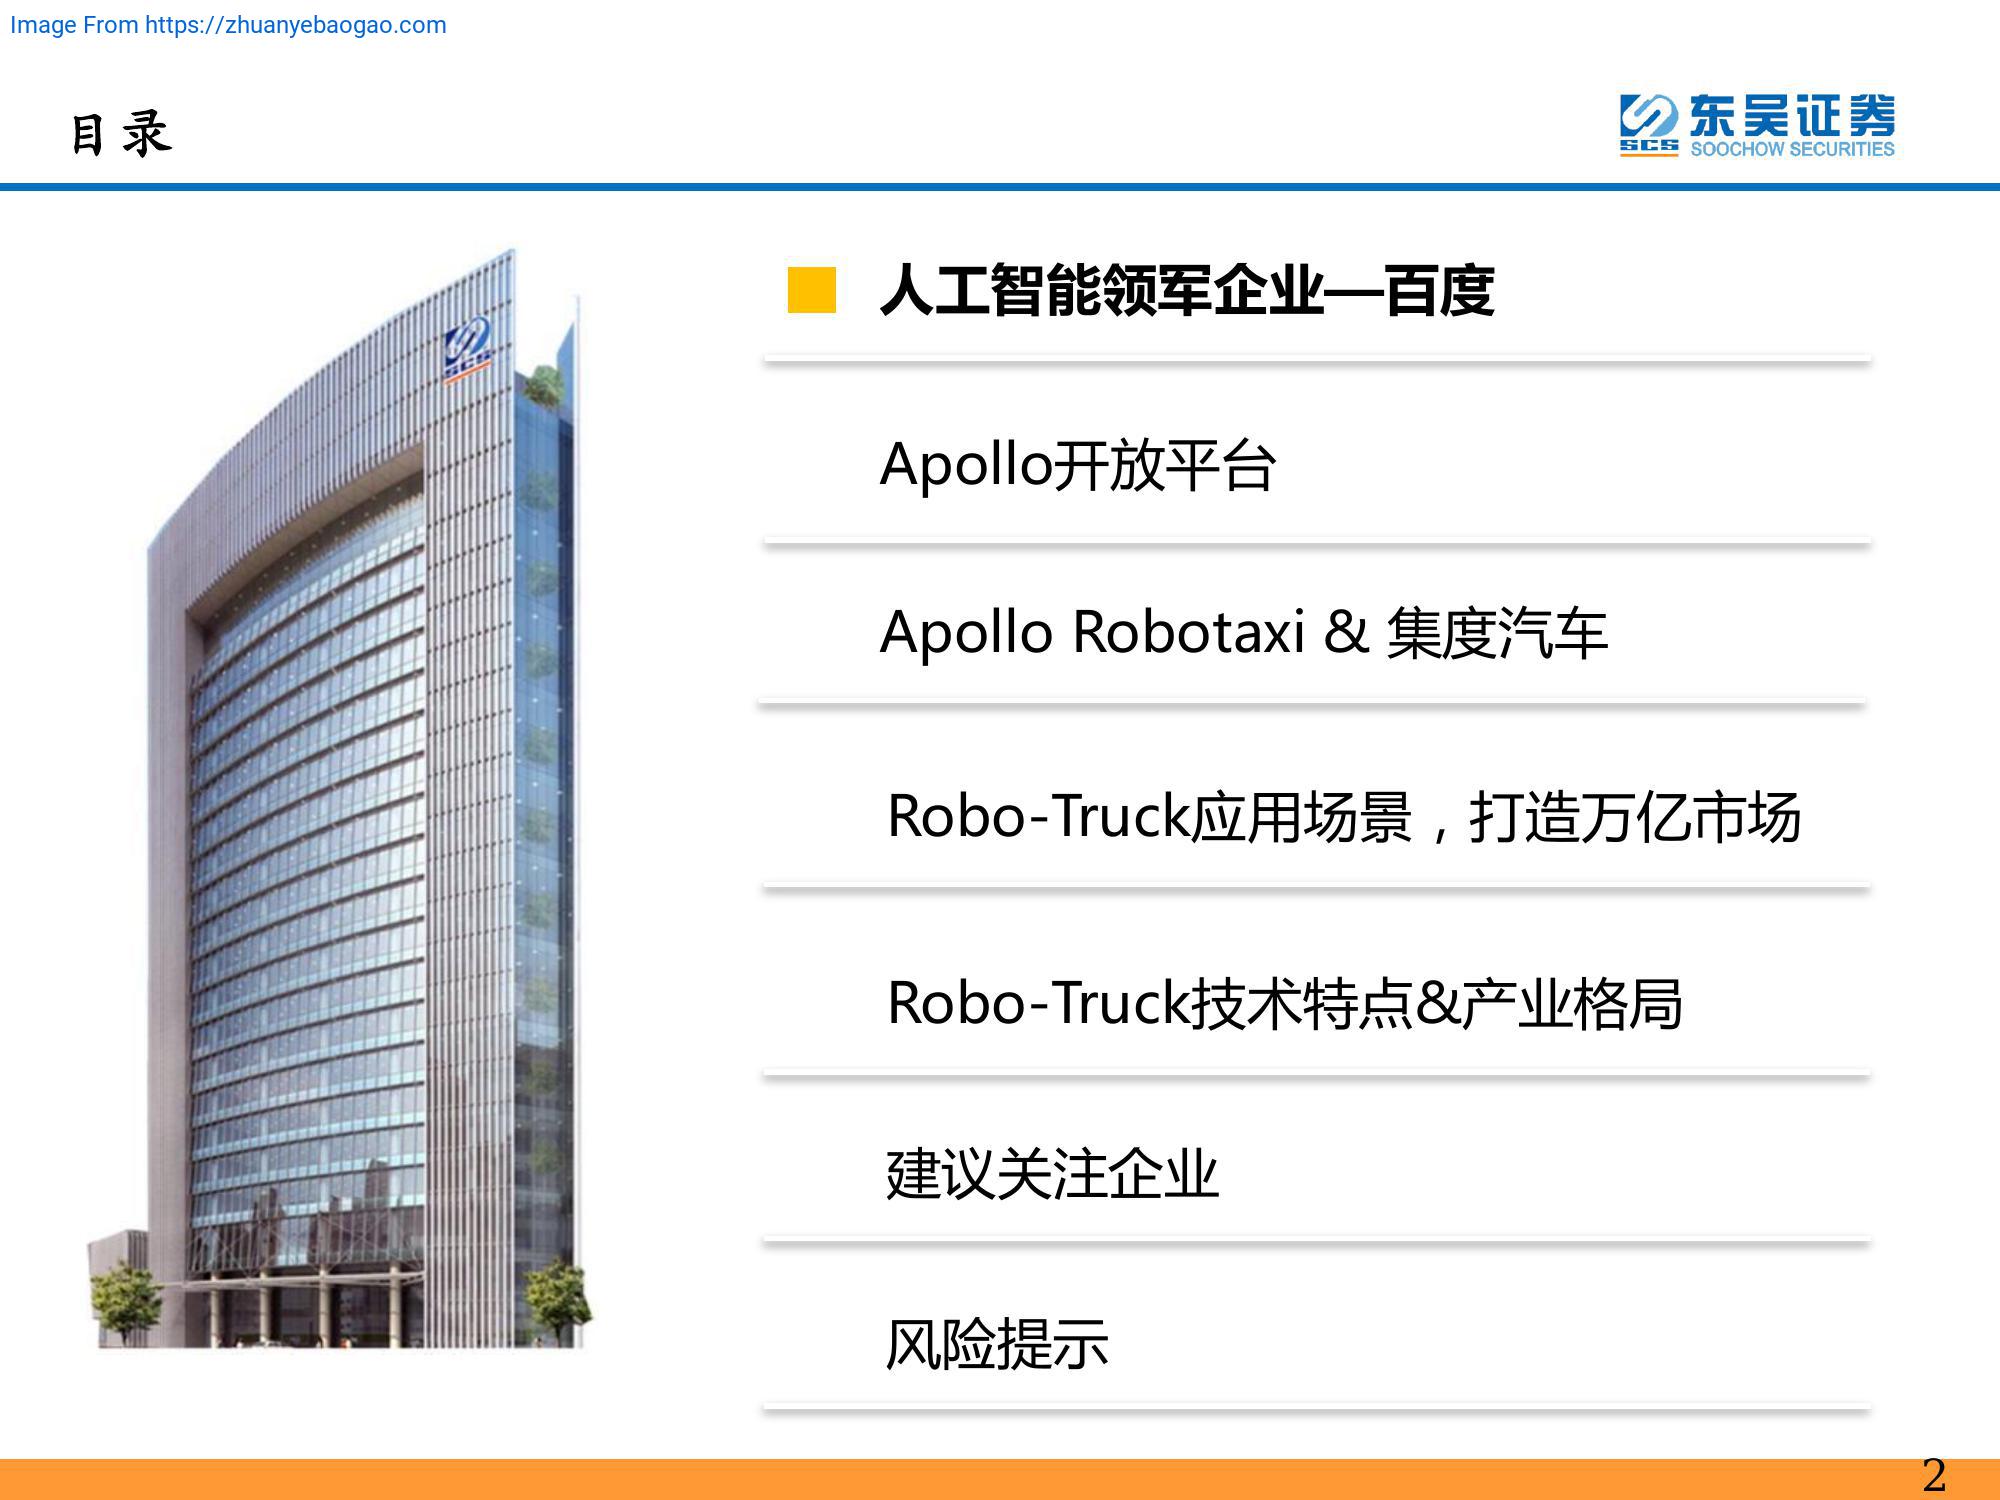 Image From https://zhuanyebaogao.com
目录
SCS
东吴证券
SOOCHOW SECURITIES
SCS
人工智能领军企业—百度
Apollo开放平台
Apollo Robotaxi & 集度汽车
Robo-Truck应用场景，打造万亿市场
Robo-Truck技术特点&产业格局
建议关注企业
风险提示
2